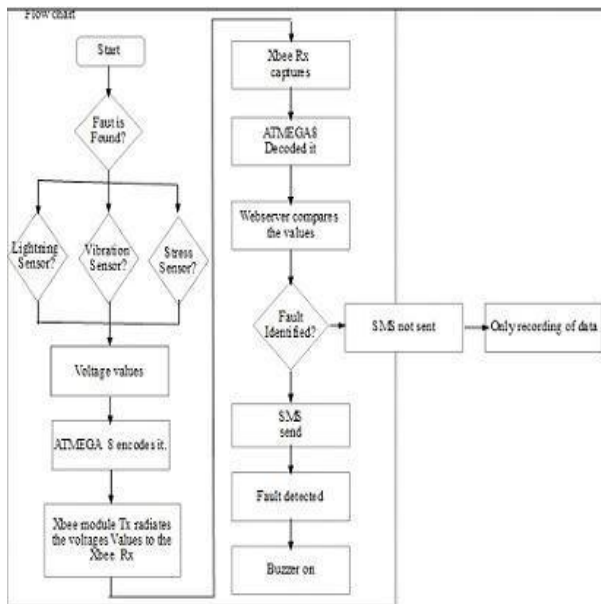 Flow chart
Start
Faut is
Found?
Lightning
Sensor?
Vibration
Sensor?
Stress
Sensor?
Voltage values
ATMEGA 8 encodes it.
Xbee module Tx radiates
the voltages Values to the
Xbee Rx
Xbee Rx
captures
ATMEGA8
Decoded it
Webserver compares
the values
Fault
Identified?
SMS not sent
Only recording of data
SMS
send
Fault detected
Buzzer on